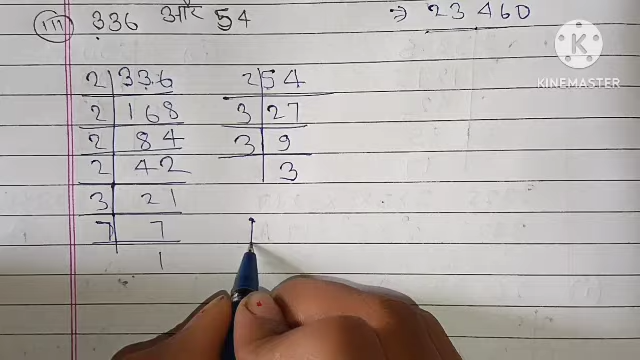 (iii) 336 और 54
⇒ 23460
KINEMASTER
2 | 336
2 | 168
2 | 84
2 | 42
3 | 21
7 | 7
1
2 | 54
3 | 27
3 | 9
3